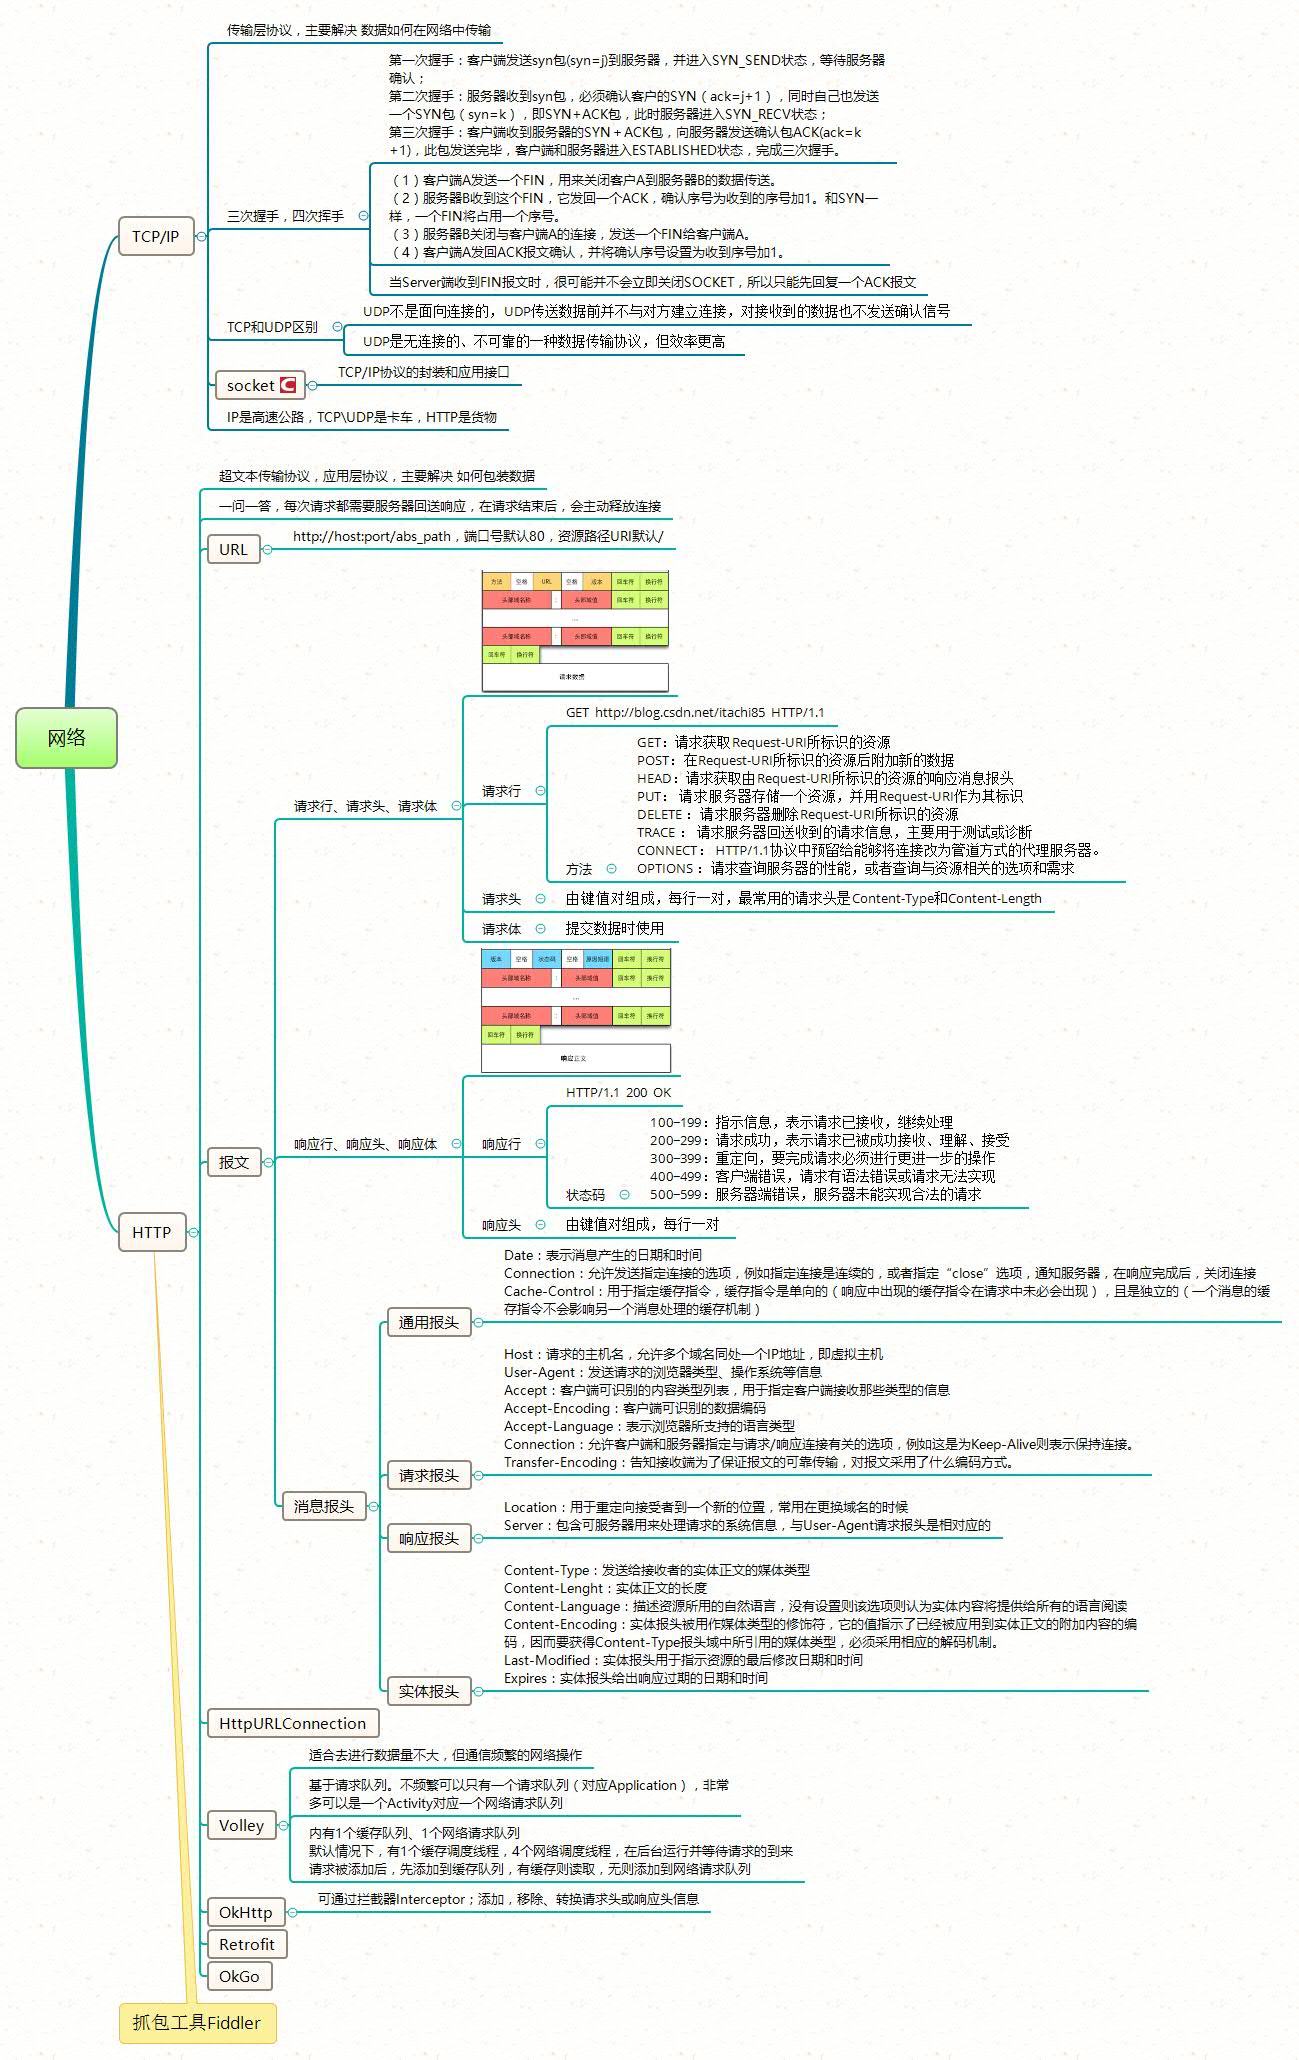 传输层协议，主要解决 数据如何在网络中传输
第一次握手：客户端发送syn包(syn=j)到服务器，并进入SYN_SEND状态，等待服务器
确认；
第二次握手：服务器收到syn包，必须确认客户的SYN（ack=j+1），同时自己也发送
一个SYN包（syn=k），即SYN+ACK包，此时服务器进入SYN_RECV状态；
第三次握手：客户端收到服务器的SYN＋ACK包，向服务器发送确认包ACK(ack=k
+1)，此包发送完毕，客户端和服务器进入ESTABLISHED状态，完成三次握手。
（1）客户端A发送一个FIN，用来关闭客户A到服务器B的数据传送。
（2）服务器B收到这个FIN，它发回一个ACK，确认序号为收到的序号加1。和SYN一
样，一个FIN将占用一个序号。
（3）服务器B关闭与客户端A的连接，发送一个FIN给客户端A。
（4）客户端A发回ACK报文确认，并将确认序号设置为收到序号加1。
三次握手，四次挥手
TCP/IP
当Server端收到FIN报文时，很可能并不会立即关闭SOCKET，所以只能先回复一个ACK报文
UDP不是面向连接的，UDP传送数据前并不与对方建立连接，对接收到的数据也不发送确认信号
TCP和UDP区别
UDP是无连接的、不可靠的一种数据传输协议，但效率更高
socket
TCP/IP协议的封装和应用接口
IP是高速公路，TCP\UDP是卡车，HTTP是货物
超文本传输协议，应用层协议，主要解决 如何包装数据
一问一答，每次请求都需要服务器回送响应，在请求结束后，会主动释放连接
URL
http://host:port/abs_path，端口号默认80，资源路径URI默认/
方法 空格 URL 空格 版本 回车符 换行符
头部域名称 : 头部域值 回车符 换行符
...
头部域名称 : 头部域值 回车符 换行符
回车符 换行符
请求数据
网络
GET http://blog.csdn.net/itachi85 HTTP/1.1
GET：请求获取Request-URI所标识的资源
POST：在Request-URI所标识的资源后附加新的数据
HEAD：请求获取由Request-URI所标识的资源的响应消息报头
PUT： 请求服务器存储一个资源，并用Request-URI作为其标识
DELETE ：请求服务器删除Request-URI所标识的资源
TRACE ： 请求服务器回送收到的请求信息，主要用于测试或诊断
CONNECT： HTTP/1.1协议中预留给能够将连接改为管道方式的代理服务器。
OPTIONS ：请求查询服务器的性能，或者查询与资源相关的选项和需求
方法
请求行
请求行、请求头、请求体
请求头
由键值对组成，每行一对，最常用的请求头是Content-Type和Content-Length
请求体
提交数据时使用
版本 空格 状态码 空格 原因短语 回车符 换行符
头部域名称 : 头部域值 回车符 换行符
...
头部域名称 : 头部域值 回车符 换行符
回车符 换行符
响应正文
HTTP/1.1 200 OK
100~199：指示信息，表示请求已接收，继续处理
200~299：请求成功，表示请求已被成功接收、理解、接受
300~399：重定向，要完成请求必须进行更进一步的操作
400~499：客户端错误，请求有语法错误或请求无法实现
500~599：服务器端错误，服务器未能实现合法的请求
状态码
响应行
响应行、响应头、响应体
报文
响应头
由键值对组成，每行一对
HTTP
Date：表示消息产生的日期和时间
Connection：允许发送指定连接的选项，例如指定连接是连续的，或者指定“close”选项，通知服务器，在响应完成后，关闭连接
Cache-Control：用于指定缓存指令，缓存指令是单向的（响应中出现的缓存指令在请求中未必会出现），且是独立的（一个消息的缓
存指令不会影响另一个消息处理的缓存机制）
通用报头
Host：请求的主机名，允许多个域名同处一个IP地址，即虚拟主机
User-Agent：发送请求的浏览器类型、操作系统等信息
Accept：客户端可识别的内容类型列表，用于指定客户端接收那些类型的信息
Accept-Encoding：客户端可识别的数据编码
Accept-Language：表示浏览器所支持的语言类型
Connection：允许客户端和服务器指定与请求/响应连接有关的选项，例如这是为Keep-Alive则表示保持连接。
Transfer-Encoding：告知接收端为了保证报文的可靠传输，对报文采用了什么编码方式。
请求报头
消息报头
Location：用于重定向接受者到一个新的位置，常用在更换域名的时候
Server：包含可服务器用来处理请求的系统信息，与User-Agent请求报头是相对应的
响应报头
Content-Type：发送给接收者的实体正文的媒体类型
Content-Lenght：实体正文的长度
Content-Language：描述资源所用的自然语言，没有设置则该选项则认为实体内容将提供给所有的语言阅读
Content-Encoding：实体报头被用作媒体类型的修饰符，它的值指示了已经被应用到实体正文的附加内容的编
码，因而要获得Content-Type报头域中所引用的媒体类型，必须采用相应的解码机制。
Last-Modified：实体报头用于指示资源的最后修改日期和时间
Expires：实体报头给出响应过期的日期和时间
实体报头
HttpURLConnection
适合去进行数据量不大，但通信频繁的网络操作
基于请求队列。不频繁可以只有一个请求队列（对应Application），非常
多可以是一个Activity对应一个网络请求队列
Volley
内有1个缓存队列、1个网络请求队列
默认情况下，有1个缓存调度线程，4个网络调度线程，在后台运行并等待请求的到来
请求被添加后，先添加到缓存队列，有缓存则读取，无则添加到网络请求队列
OkHttp
可通过拦截器Interceptor；添加，移除、转换请求头或响应头信息
Retrofit
OkGo
抓包工具Fiddler